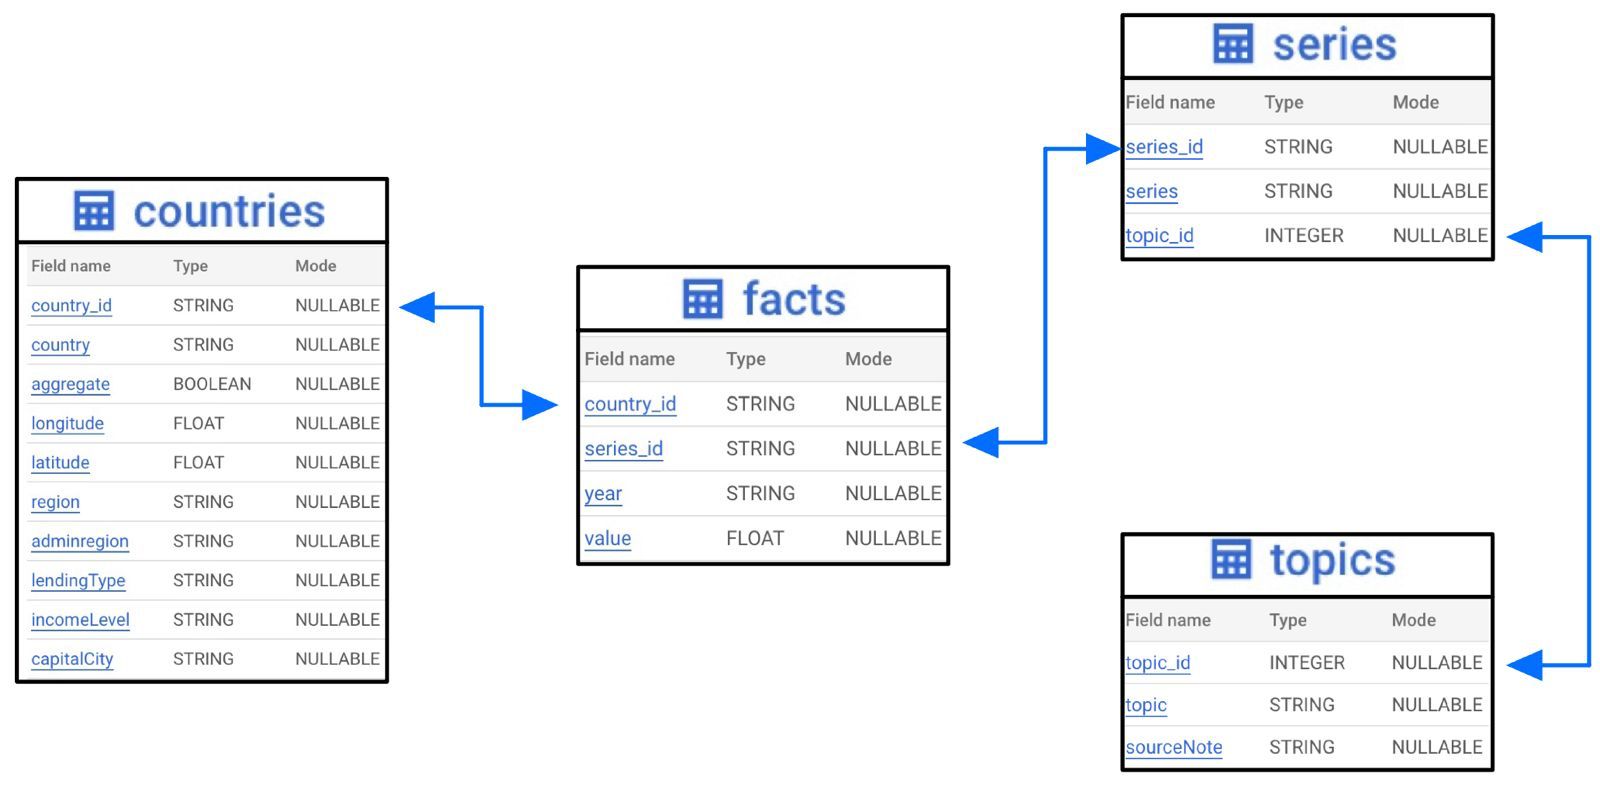 countries
Field name Type Mode
country_id STRING NULLABLE
country STRING NULLABLE
aggregate BOOLEAN NULLABLE
longitude FLOAT NULLABLE
latitude FLOAT NULLABLE
region STRING NULLABLE
adminregion STRING NULLABLE
lendingType STRING NULLABLE
incomeLevel STRING NULLABLE
capitalCity STRING NULLABLE
facts
Field name Type Mode
country_id STRING NULLABLE
series_id STRING NULLABLE
year STRING NULLABLE
value FLOAT NULLABLE
series
Field name Type Mode
series_id STRING NULLABLE
series STRING NULLABLE
topic_id INTEGER NULLABLE
topics
Field name Type Mode
topic_id INTEGER NULLABLE
topic STRING NULLABLE
sourceNote STRING NULLABLE